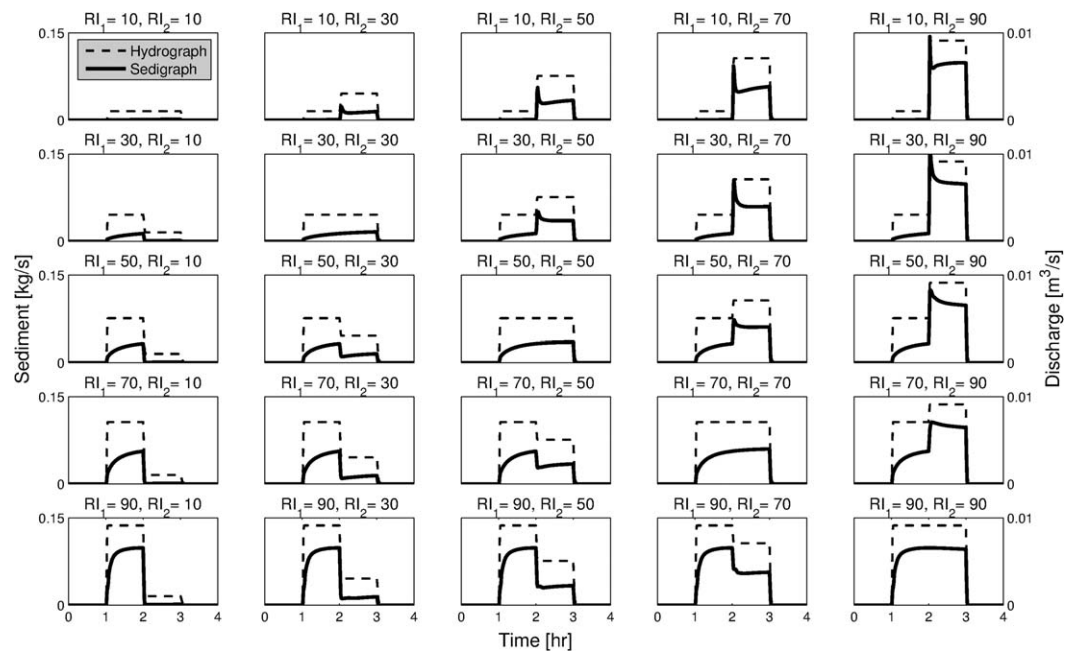 RI1= 10, RI2= 10 RI1= 10, RI2= 30 RI1= 10, RI2= 50 RI1= 10, RI2= 70 RI1= 10, RI2= 90
0.15 0.01
Hydrograph
Sedigraph
0 0
RI1= 30, RI2= 10 RI1= 30, RI2= 30 RI1= 30, RI2= 50 RI1= 30, RI2= 70 RI1= 30, RI2= 90
0.15 0.01
0 0
RI1= 50, RI2= 10 RI1= 50, RI2= 30 RI1= 50, RI2= 50 RI1= 50, RI2= 70 RI1= 50, RI2= 90
0.15 0.01
Sediment [kg/s]
Discharge [m³/s]
0 0
RI1= 70, RI2= 10 RI1= 70, RI2= 30 RI1= 70, RI2= 50 RI1= 70, RI2= 70 RI1= 70, RI2= 90
0.15 0.01
0 0
RI1= 90, RI2= 10 RI1= 90, RI2= 30 RI1= 90, RI2= 50 RI1= 90, RI2= 70 RI1= 90, RI2= 90
0.15 0.01
0 0
0 1 2 3 4 0 1 2 3 4 0 1 2 3 4 0 1 2 3 4 0 1 2 3 4
Time [hr]